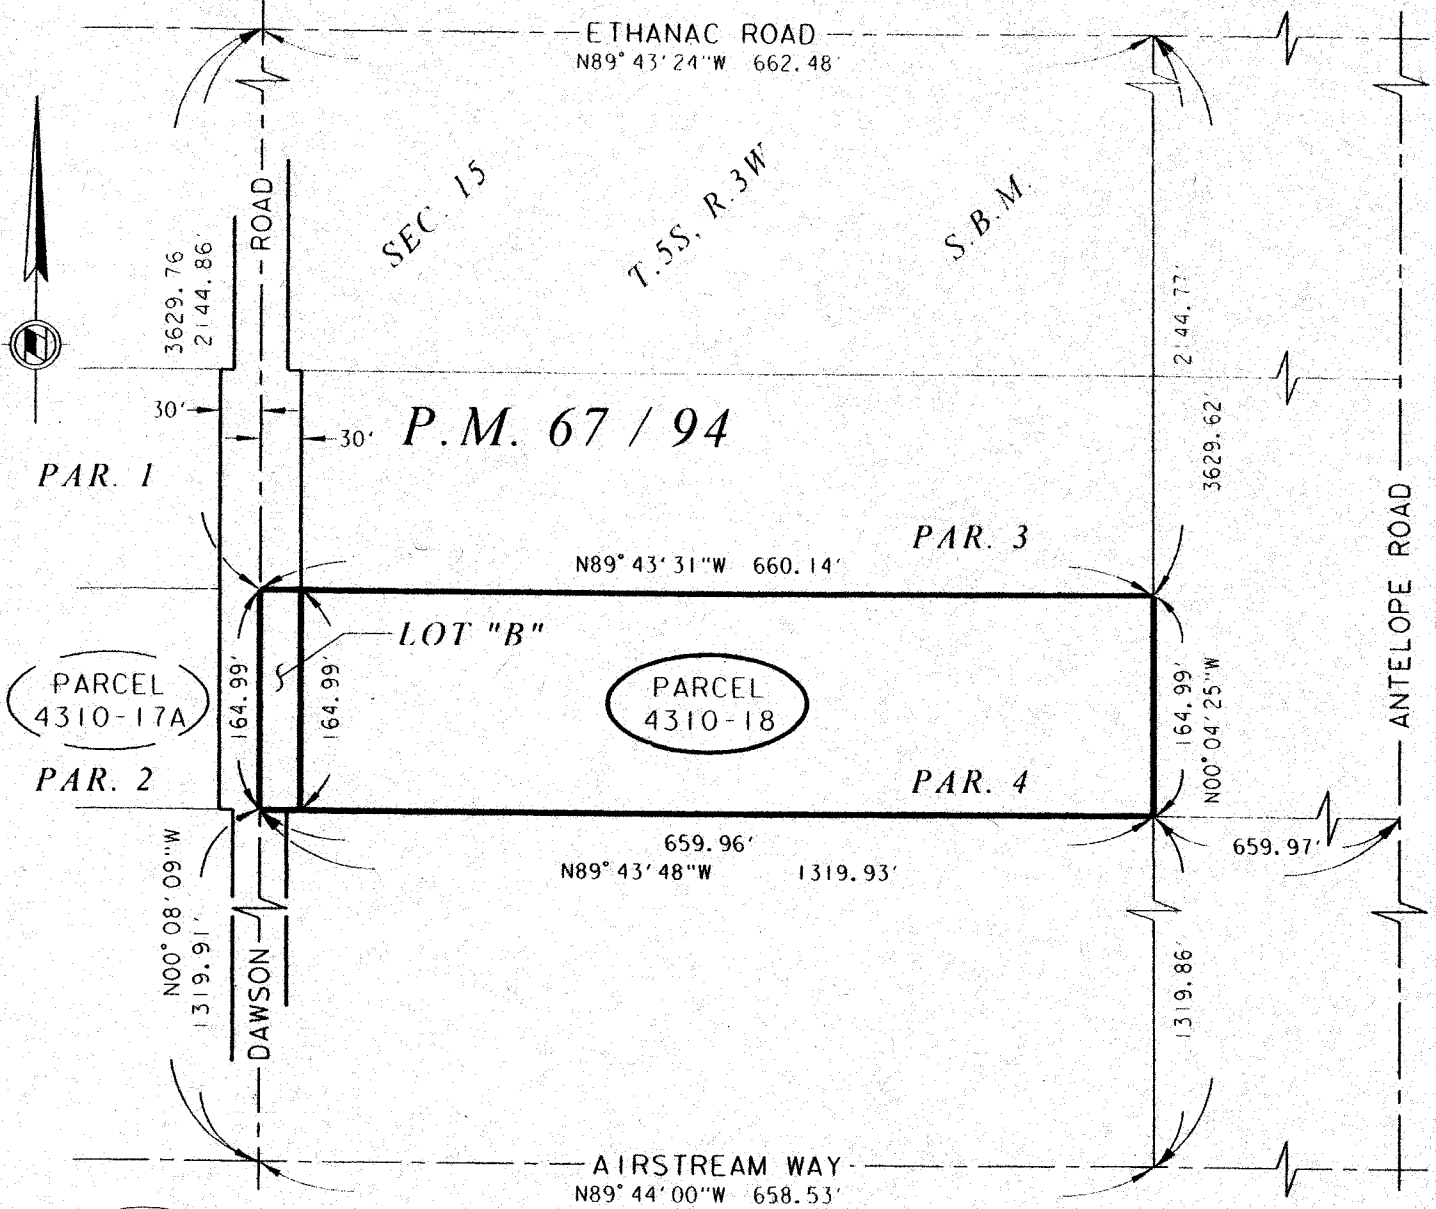 ETHANAC ROAD
N89°43'24"W 662.48'
ROAD
SEC. 15
T.5S, R.3W
S.B.M.
3629.76
2144.86'
2144.77'
3629.62'
30'
30'
P.M. 67 / 94
PAR. 1
PAR. 3
N89°43'31"W 660.14'
ANTELOPE ROAD
LOT "B"
PARCEL
4310-17A
164.99'
164.99'
PARCEL
4310-18
164.99'
N00°04'25"W
PAR. 2
PAR. 4
659.96'
N89°43'48"W 1319.93'
659.97'
N00°08'09"W
1319.91'
DAWSON
1319.86'
AIRSTREAM WAY
N89°44'00"W 658.53'